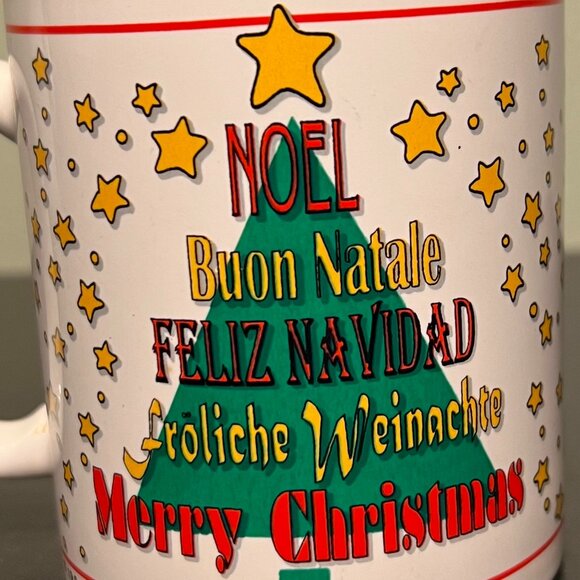 NOEL
Buon Natale
FELIZ NAVIDAD
Fröliche Weinachte
Merry Christmas